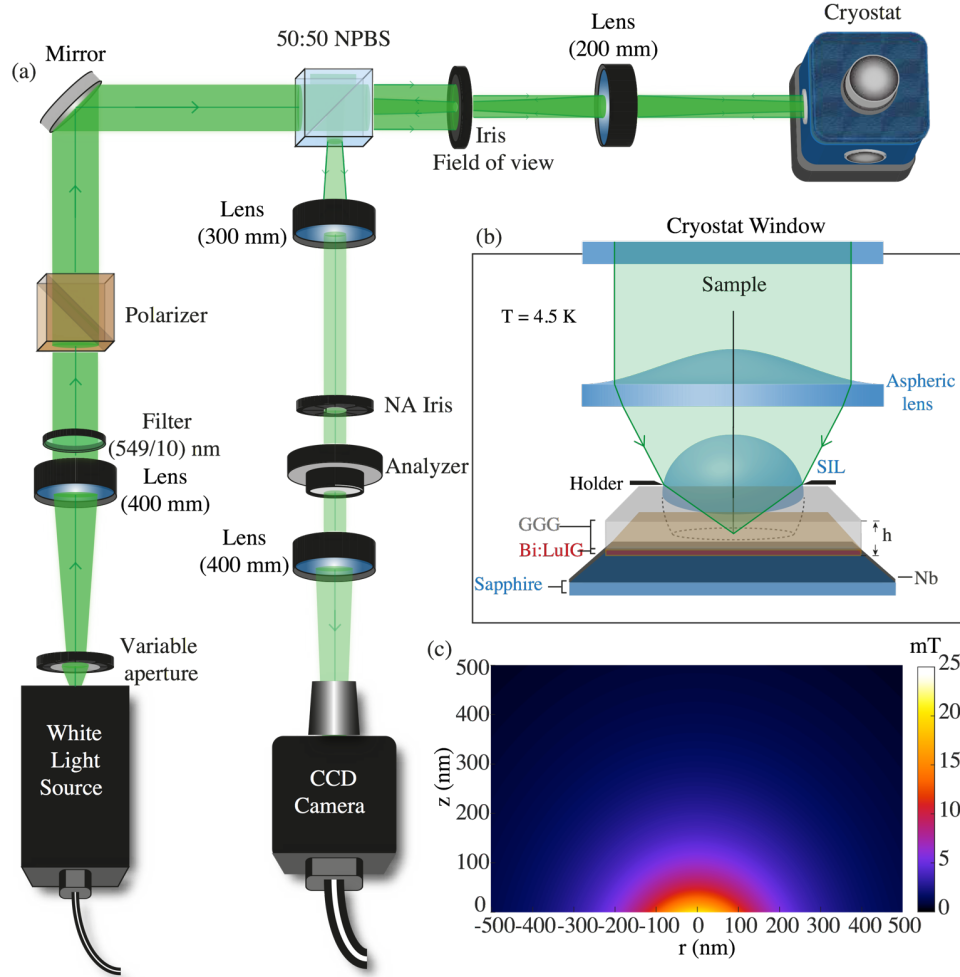 (a)
Mirror
50:50 NPBS
Lens
(200 mm)
Cryostat
Iris
Field of view
Lens
(300 mm)
Polarizer
NA Iris
Filter
(549/10) nm
Analyzer
Lens
(400 mm)
Lens
(400 mm)
Variable
aperture
White
Light
Source
CCD
Camera
(b)
Cryostat Window
Sample
T = 4.5 K
Aspheric
lens
SIL
Holder
GGG
h
Bi:LuIG
Nb
Sapphire
(c)
mT
25
20
15
10
5
0
z (nm)
500
400
300
200
100
0
-500 -400 -300 -200 -100 0 100 200 300 400 500
r (nm)